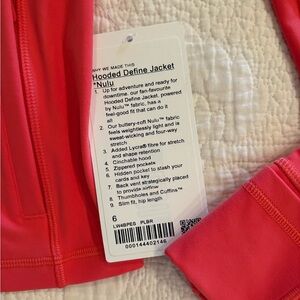 WHY WE MADE THIS
Hooded Define Jacket
*Nulu
1. Up for adventure and ready for
downtime, our fan-favourite
Hooded Define Jacket, powered
by Nulu™ fabric, has a
feel-good fit that can do it
all
2. Our buttery-soft Nulu™ fabric
feels weightlessly light and is
sweat-wicking and four-way
stretch
3. Added Lycra® fibre for stretch
and shape retention
4. Cinchable hood
5. Zippered pockets
6. Hidden pocket to stash your
cards and key
7. Back vent strategically placed
to provide airflow
8. Thumbholes and Cuffins™
9. Slim fit, hip length
6
LW4BPES PLBR
000144402146